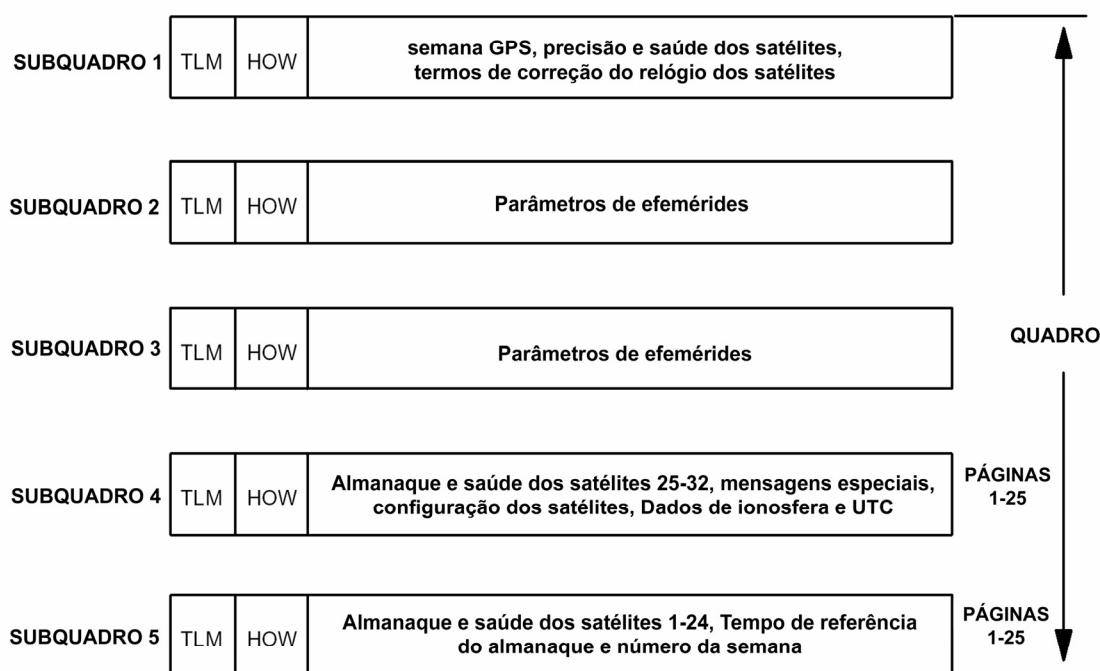 SUBQUADRO 1 TLM HOW semana GPS, precisão e saúde dos satélites,
termos de correção do relógio dos satélites
SUBQUADRO 2 TLM HOW Parâmetros de efemérides
SUBQUADRO 3 TLM HOW Parâmetros de efemérides
QUADRO
SUBQUADRO 4 TLM HOW Almanaque e saúde dos satélites 25-32, mensagens especiais,
configuração dos satélites, Dados de ionosfera e UTC
PÁGINAS
1-25
SUBQUADRO 5 TLM HOW Almanaque e saúde dos satélites 1-24, Tempo de referência
do almanaque e número da semana
PÁGINAS
1-25